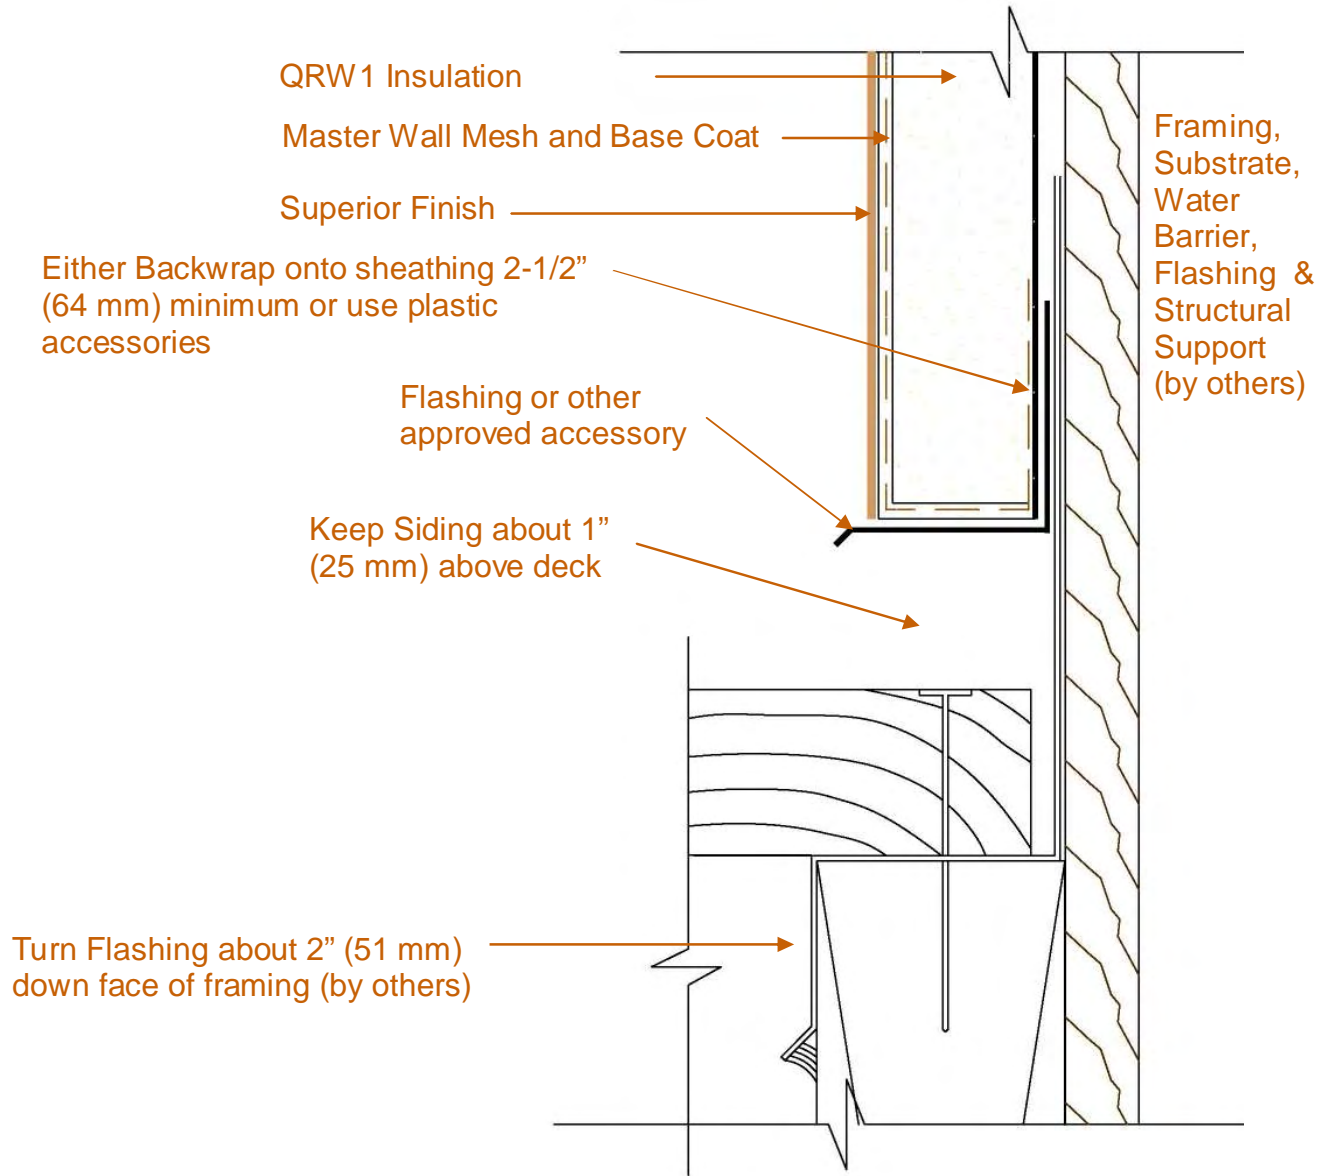 QRW1 Insulation
Master Wall Mesh and Base Coat
Superior Finish
Either Backwrap onto sheathing 2-1/2”
(64 mm) minimum or use plastic
accessories
Flashing or other
approved accessory
Keep Siding about 1”
(25 mm) above deck
Turn Flashing about 2” (51 mm)
down face of framing (by others)
Framing,
Substrate,
Water
Barrier,
Flashing &
Structural
Support
(by others)